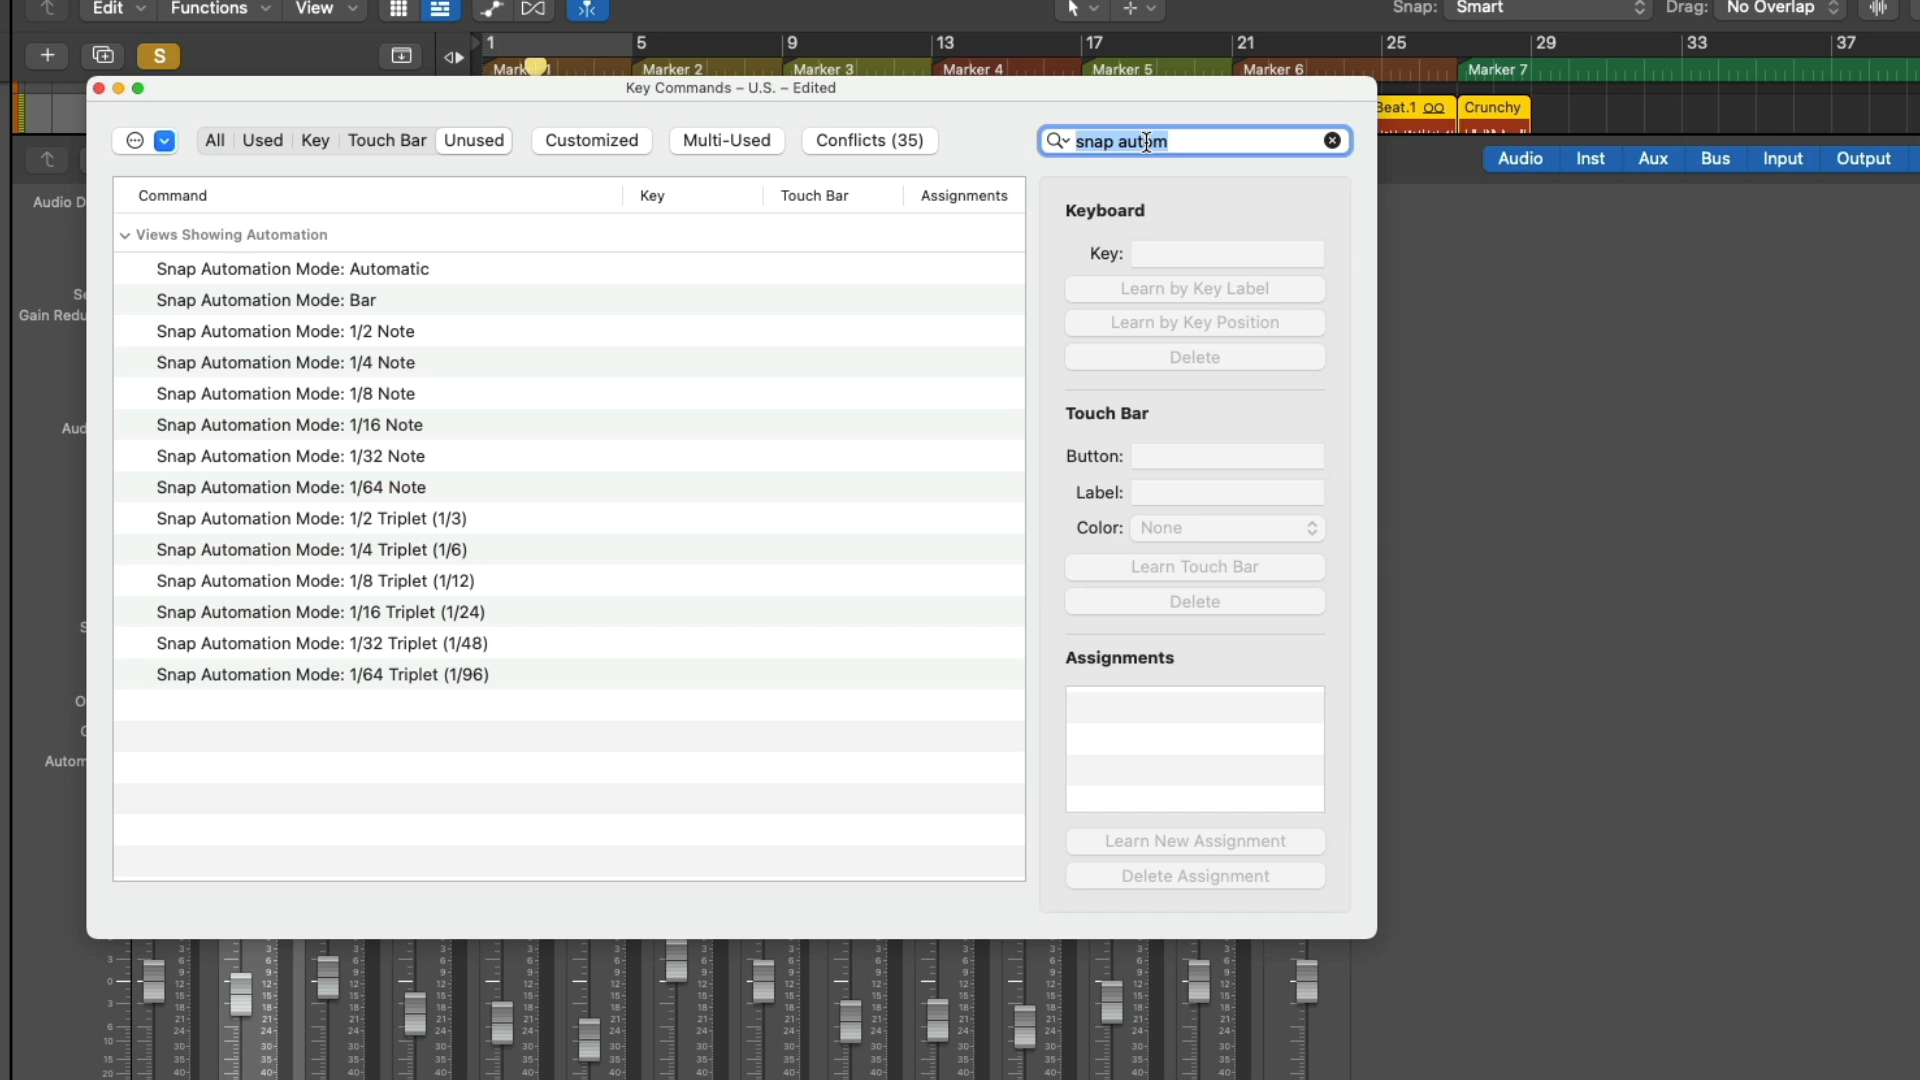 Edit Functions View Snap: Smart Drag: No Overlap
S 1 5 9 13 17 21 25 29 33 37
Marker 2 Marker 3 Marker 4 Marker 5 Marker 6 Marker 7
Key Commands – U.S. – Edited
Beat.1 Crunchy
All Used Key Touch Bar Unused Customized Multi-Used Conflicts (35) snap autom
Audio Inst Aux Bus Input Output
Command Key Touch Bar Assignments
Views Showing Automation
Snap Automation Mode: Automatic
Snap Automation Mode: Bar
Snap Automation Mode: 1/2 Note
Snap Automation Mode: 1/4 Note
Snap Automation Mode: 1/8 Note
Snap Automation Mode: 1/16 Note
Snap Automation Mode: 1/32 Note
Snap Automation Mode: 1/64 Note
Snap Automation Mode: 1/2 Triplet (1/3)
Snap Automation Mode: 1/4 Triplet (1/6)
Snap Automation Mode: 1/8 Triplet (1/12)
Snap Automation Mode: 1/16 Triplet (1/24)
Snap Automation Mode: 1/32 Triplet (1/48)
Snap Automation Mode: 1/64 Triplet (1/96)
Keyboard
Key:
Learn by Key Label
Learn by Key Position
Delete
Touch Bar
Button:
Label:
Color: None
Learn Touch Bar
Delete
Assignments
Learn New Assignment
Delete Assignment
Audio D
Gain Redu
Aud
Autom